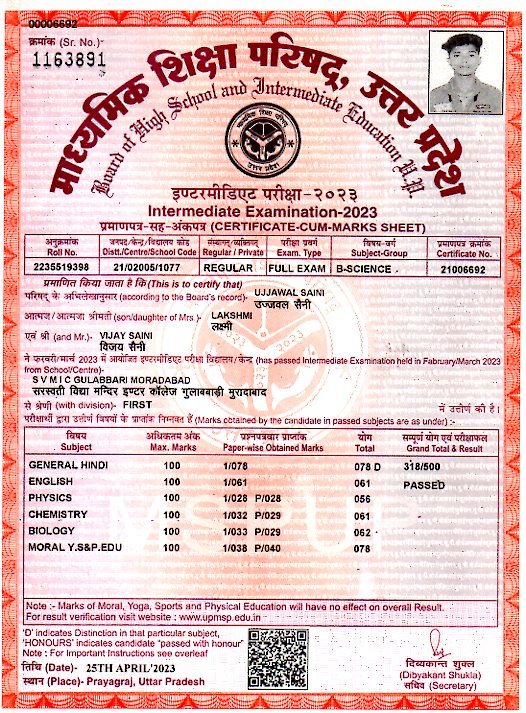 00006692
क्रमांक (Sr. No.)-
1163891
माध्यमिक शिक्षा परिषद्, उत्तर प्रदेश
Board of High School and Intermediate Education U.P.
इण्टरमीडिएट परीक्षा-२०२३
Intermediate Examination-2023
प्रमाणपत्र-सह-अंकपत्र (CERTIFICATE-CUM-MARKS SHEET)
अनुक्रमांक जनपद/केन्द्र/विद्यालय कोड संस्थागत/व्यक्तिगत परीक्षा प्रवर्ग विषय-वर्ग प्रमाणपत्र क्रमांक
Roll No. Distt./Centre/School Code Regular / Private Exam. Type Subject-Group Certificate No.
2235519398 21/02005/1077 REGULAR FULL EXAM B-SCIENCE 21006692
प्रमाणित किया जाता है कि (This is to certify that)
परिषद् के अभिलेखानुसार (according to the Board's record)- UJJAWAL SAINI
उज्जवल सैनी
आत्मज/आत्मजा श्रीमती (son/daughter of Mrs.)- LAKSHMI
लक्ष्मी
एवं श्री (and Mr.)- VIJAY SAINI
विजय सैनी
ने फरवरी/मार्च 2023 में आयोजित इण्टरमीडिएट परीक्षा विद्यालय/केन्द्र (has passed Intermediate Examination held in Fabruary/March 2023
from School/Centre)-
S V M I C GULABBARI MORADABAD
सरस्वती विद्या मन्दिर इण्टर कॉलेज गुलाबबाड़ी मुरादाबाद
से श्रेणी (with division)- FIRST में उत्तीर्ण की है।
परीक्षार्थी द्वारा उत्तीर्ण विषयों के प्राप्तांक निम्नवत हैं (Marks obtained by the candidate in passed subjects are as under) :-
विषय अधिकतम अंक प्रश्नपत्रवार प्राप्तांक योग सम्पूर्ण योग एवं परीक्षाफल
Subject Max. Marks Paper-wise Obtained Marks Total Grand Total & Result
GENERAL HINDI 100 1/078 078 D 318/500
ENGLISH 100 1/061 061 PASSED
PHYSICS 100 1/028 P/028 056
CHEMISTRY 100 1/032 P/029 061
BIOLOGY 100 1/033 P/029 062
MORAL Y.S&P.EDU 100 1/038 P/040 078
Note :- Marks of Moral, Yoga, Sports and Physical Education will have no effect on overall Result.
For result verification visit website : www.upmsp.edu.in
'D' indicates Distinction in that particular subject,
'HONOURS' indicates candidate "passed with honour"
Note : For Important Instructions see overleaf
तिथि (Date)- 25TH APRIL'2023
स्थान (Place)- Prayagraj, Uttar Pradesh
दिव्यकान्त शुक्ल
(Dibyakant Shukla)
सचिव (Secretary)